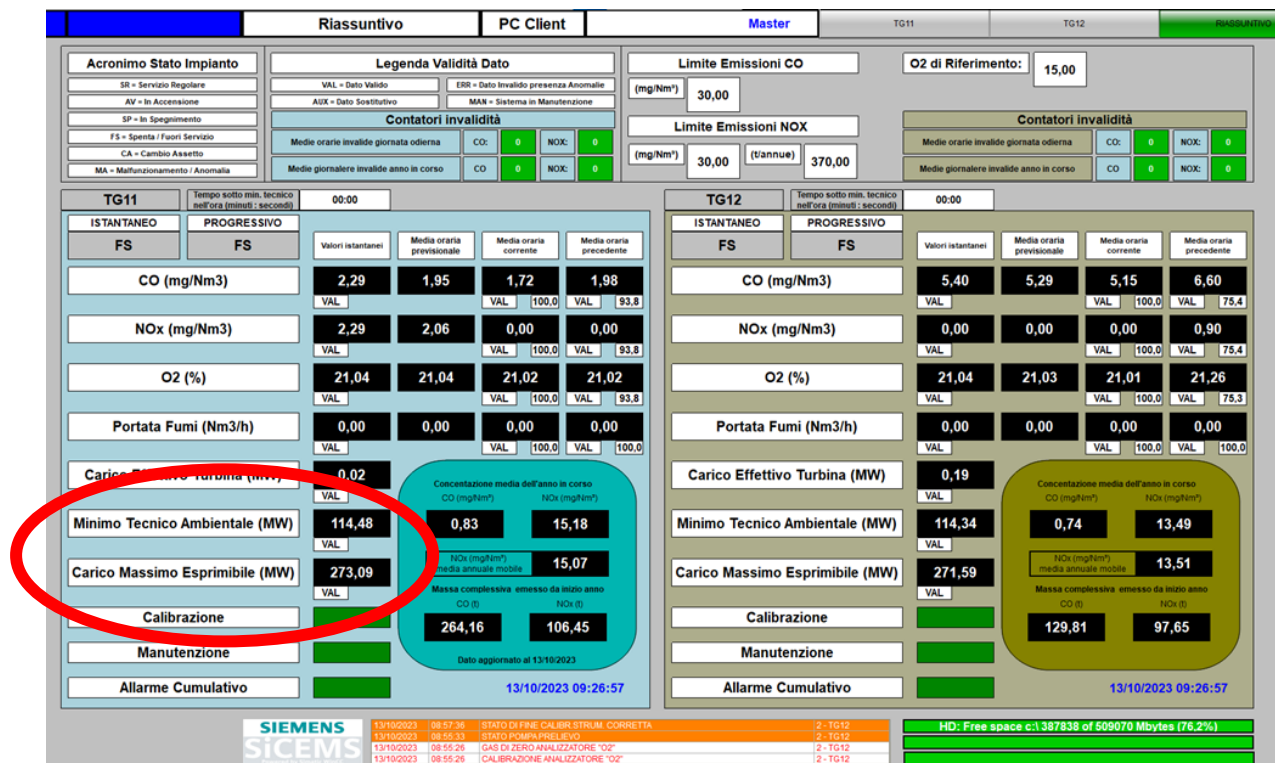 Riassuntivo PC Client Master TG11 TG12 RIASSUNTIVO
Acronimo Stato Impianto
SR = Servizio Regolare
AV = In Accensione
SP = In Spegnimento
FS = Spenta / Fuori Servizio
CA = Cambio Assetto
MA = Malfunzionamento / Anomalia
Legenda Validità Dato
VAL = Dato Valido ERR = Dato Invalido presenza Anomalie
AUX = Dato Sostitutivo MAN = Sistema in Manutenzione
Contatori invalidità
Medie orarie invalide giornata odierna CO: 0 NOX: 0
Medie giornalere invalide anno in corso CO 0 NOX: 0
Limite Emissioni CO
(mg/Nm³) 30,00
Limite Emissioni NOX
(mg/Nm³) 30,00 (t/annue) 370,00
O2 di Riferimento: 15,00
Contatori invalidità
Medie orarie invalide giornata odierna CO: 0 NOX: 0
Medie giornalere invalide anno in corso CO 0 NOX: 0
TG11 Tempo sotto min. tecnico
nell'ora (minuti : secondi) 00:00
ISTANTANEO PROGRESSIVO
FS FS Valori istantanei Media oraria previsionale Media oraria corrente Media oraria precedente
CO (mg/Nm3) 2,29 1,95 1,72 1,98
VAL VAL 100,0 VAL 93,8
NOx (mg/Nm3) 2,29 2,06 0,00 0,00
VAL VAL 100,0 VAL 93,8
O2 (%) 21,04 21,04 21,02 21,02
VAL VAL 100,0 VAL 93,8
Portata Fumi (Nm3/h) 0,00 0,00 0,00 0,00
VAL VAL 100,0 VAL 100,0
Carico Effettivo Turbina (MW) 0,02
VAL
Minimo Tecnico Ambientale (MW) 114,48
VAL
Carico Massimo Esprimibile (MW) 273,09
VAL
Calibrazione
Manutenzione
Allarme Cumulativo
Concentazione media dell'anno in corso
CO (mg/Nm³) NOx (mg/Nm³)
0,83 15,18
NOx (mg/Nm³)
media annuale mobile 15,07
Massa complessiva emesso da inizio anno
CO (t) NOx (t)
264,16 106,45
Dato aggiornato al 13/10/2023
13/10/2023 09:26:57
TG12 Tempo sotto min. tecnico
nell'ora (minuti : secondi) 00:00
ISTANTANEO PROGRESSIVO
FS FS Valori istantanei Media oraria previsionale Media oraria corrente Media oraria precedente
CO (mg/Nm3) 5,40 5,29 5,15 6,60
VAL VAL 100,0 VAL 75,4
NOx (mg/Nm3) 0,00 0,00 0,00 0,90
VAL VAL 100,0 VAL 75,4
O2 (%) 21,04 21,03 21,01 21,26
VAL VAL 100,0 VAL 75,3
Portata Fumi (Nm3/h) 0,00 0,00 0,00 0,00
VAL VAL 100,0 VAL 100,0
Carico Effettivo Turbina (MW) 0,19
VAL
Minimo Tecnico Ambientale (MW) 114,34
VAL
Carico Massimo Esprimibile (MW) 271,59
VAL
Calibrazione
Manutenzione
Allarme Cumulativo
Concentazione media dell'anno in corso
CO (mg/Nm³) NOx (mg/Nm³)
0,74 13,49
NOx (mg/Nm³)
media annuale mobile 13,51
Massa complessiva emesso da inizio anno
CO (t) NOx (t)
129,81 97,65
13/10/2023 09:26:57
SIEMENS
SiCEMS
13/10/2023 08:57:36 STATO DI FINE CALIBR.STRUM. CORRETTA 2 - TG12
13/10/2023 08:55:33 STATO POMPA PRELIEVO 2 - TG12
13/10/2023 08:55:26 GAS DI ZERO ANALIZZATORE "O2" 2 - TG12
13/10/2023 08:55:26 CALIBRAZIONE ANALIZZATORE "O2" 2 - TG12
HD: Free space c:\ 387838 of 509070 Mbytes (76,2%)